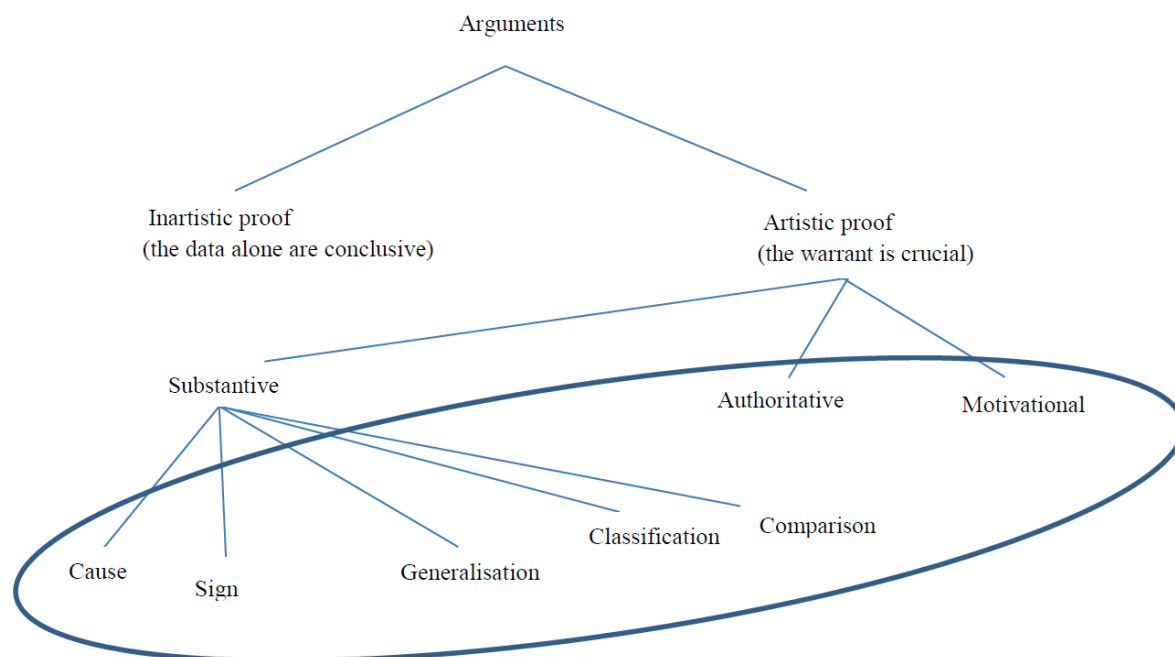 Arguments
Inartistic proof
(the data alone are conclusive)
Artistic proof
(the warrant is crucial)
Substantive
Authoritative
Motivational
Cause
Sign
Generalisation
Classification
Comparison